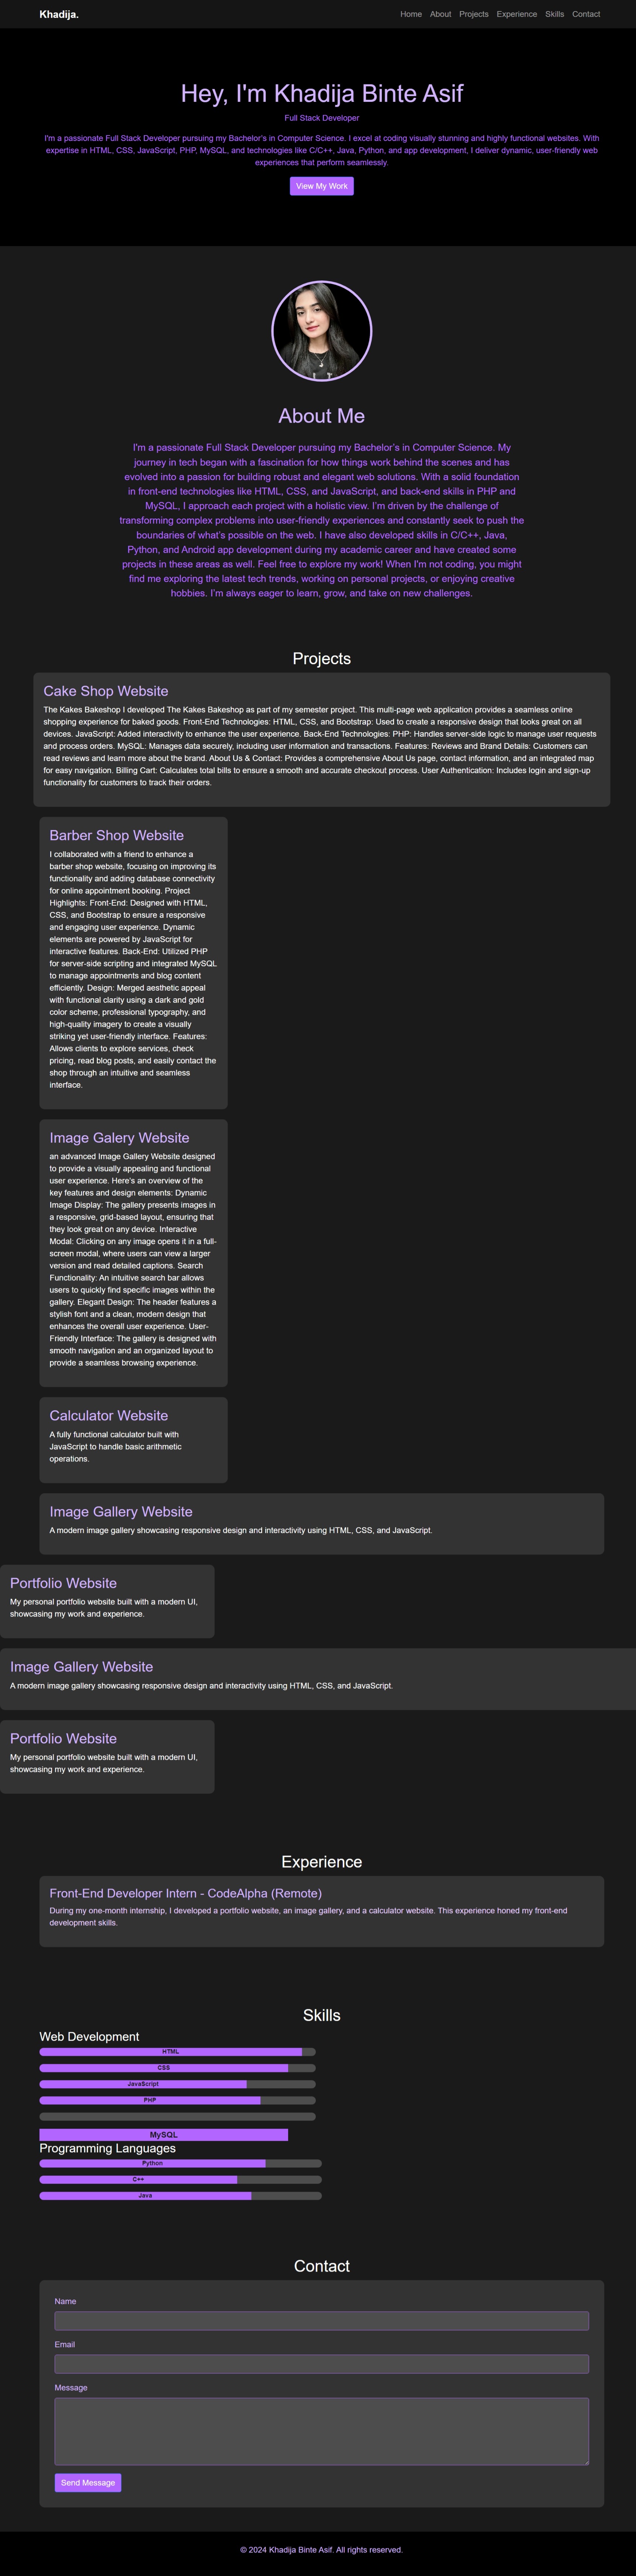 Khadija.
Home About Projects Experience Skills Contact
Hey, I'm Khadija Binte Asif
Full Stack Developer
I'm a passionate Full Stack Developer pursuing my Bachelor's in Computer Science. I excel at coding visually stunning and highly functional websites. With
expertise in HTML, CSS, JavaScript, PHP, MySQL, and technologies like C/C++, Java, Python, and app development, I deliver dynamic, user-friendly web
experiences that perform seamlessly.
View My Work
About Me
I'm a passionate Full Stack Developer pursuing my Bachelor's in Computer Science. My
journey in tech began with a fascination for how things work behind the scenes and has
evolved into a passion for building robust and elegant web solutions. With a solid foundation
in front-end technologies like HTML, CSS, and JavaScript, and back-end skills in PHP and
MySQL, I approach each project with a holistic view. I'm driven by the challenge of
transforming complex problems into user-friendly experiences and constantly seek to push the
boundaries of what's possible on the web. I have also developed skills in C/C++, Java,
Python, and Android app development during my academic career and have created some
projects in these areas as well. Feel free to explore my work! When I'm not coding, you might
find me exploring the latest tech trends, working on personal projects, or enjoying creative
hobbies. I'm always eager to learn, grow, and take on new challenges.
Projects
Cake Shop Website
The Kakes Bakeshop I developed The Kakes Bakeshop as part of my semester project. This multi-page web application provides a seamless online
shopping experience for baked goods. Front-End Technologies: HTML, CSS, and Bootstrap: Used to create a responsive design that looks great on all
devices. JavaScript: Added interactivity to enhance the user experience. Back-End Technologies: PHP: Handles server-side logic to manage user requests
and process orders. MySQL: Manages data securely, including user information and transactions. Features: Reviews and Brand Details: Customers can
read reviews and learn more about the brand. About Us & Contact: Provides a comprehensive About Us page, contact information, and an integrated map
for easy navigation. Billing Cart: Calculates total bills to ensure a smooth and accurate checkout process. User Authentication: Includes login and sign-up
functionality for customers to track their orders.
Barber Shop Website
I collaborated with a friend to enhance a
barber shop website, focusing on improving its
functionality and adding database connectivity
for online appointment booking. Project
Highlights: Front-End: Designed with HTML,
CSS, and Bootstrap to ensure a responsive
and engaging user experience. Dynamic
elements are powered by JavaScript for
interactive features. Back-End: Utilized PHP
for server-side scripting and integrated MySQL
to manage appointments and blog content
efficiently. Design: Merged aesthetic appeal
with functional clarity using a dark and gold
color scheme, professional typography, and
high-quality imagery to create a visually
striking yet user-friendly interface. Features:
Allows clients to explore services, check
pricing, read blog posts, and easily contact the
shop through an intuitive and seamless
interface.
Image Galery Website
an advanced Image Gallery Website designed
to provide a visually appealing and functional
user experience. Here's an overview of the
key features and design elements: Dynamic
Image Display: The gallery presents images in
a responsive, grid-based layout, ensuring that
they look great on any device. Interactive
Modal: Clicking on any image opens it in a full-
screen modal, where users can view a larger
version and read detailed captions. Search
Functionality: An intuitive search bar allows
users to quickly find specific images within the
gallery. Elegant Design: The header features a
stylish font and a clean, modern design that
enhances the overall user experience. User-
Friendly Interface: The gallery is designed with
smooth navigation and an organized layout to
provide a seamless browsing experience.
Calculator Website
A fully functional calculator built with
JavaScript to handle basic arithmetic
operations.
Image Gallery Website
A modern image gallery showcasing responsive design and interactivity using HTML, CSS, and JavaScript.
Portfolio Website
My personal portfolio website built with a modern UI,
showcasing my work and experience.
Image Gallery Website
A modern image gallery showcasing responsive design and interactivity using HTML, CSS, and JavaScript.
Portfolio Website
My personal portfolio website built with a modern UI,
showcasing my work and experience.
Experience
Front-End Developer Intern - CodeAlpha (Remote)
During my one-month internship, I developed a portfolio website, an image gallery, and a calculator website. This experience honed my front-end
development skills.
Skills
Web Development
HTML
CSS
JavaScript
PHP
MySQL
Programming Languages
Python
C++
Java
Contact
Name
Email
Message
Send Message
© 2024 Khadija Binte Asif. All rights reserved.